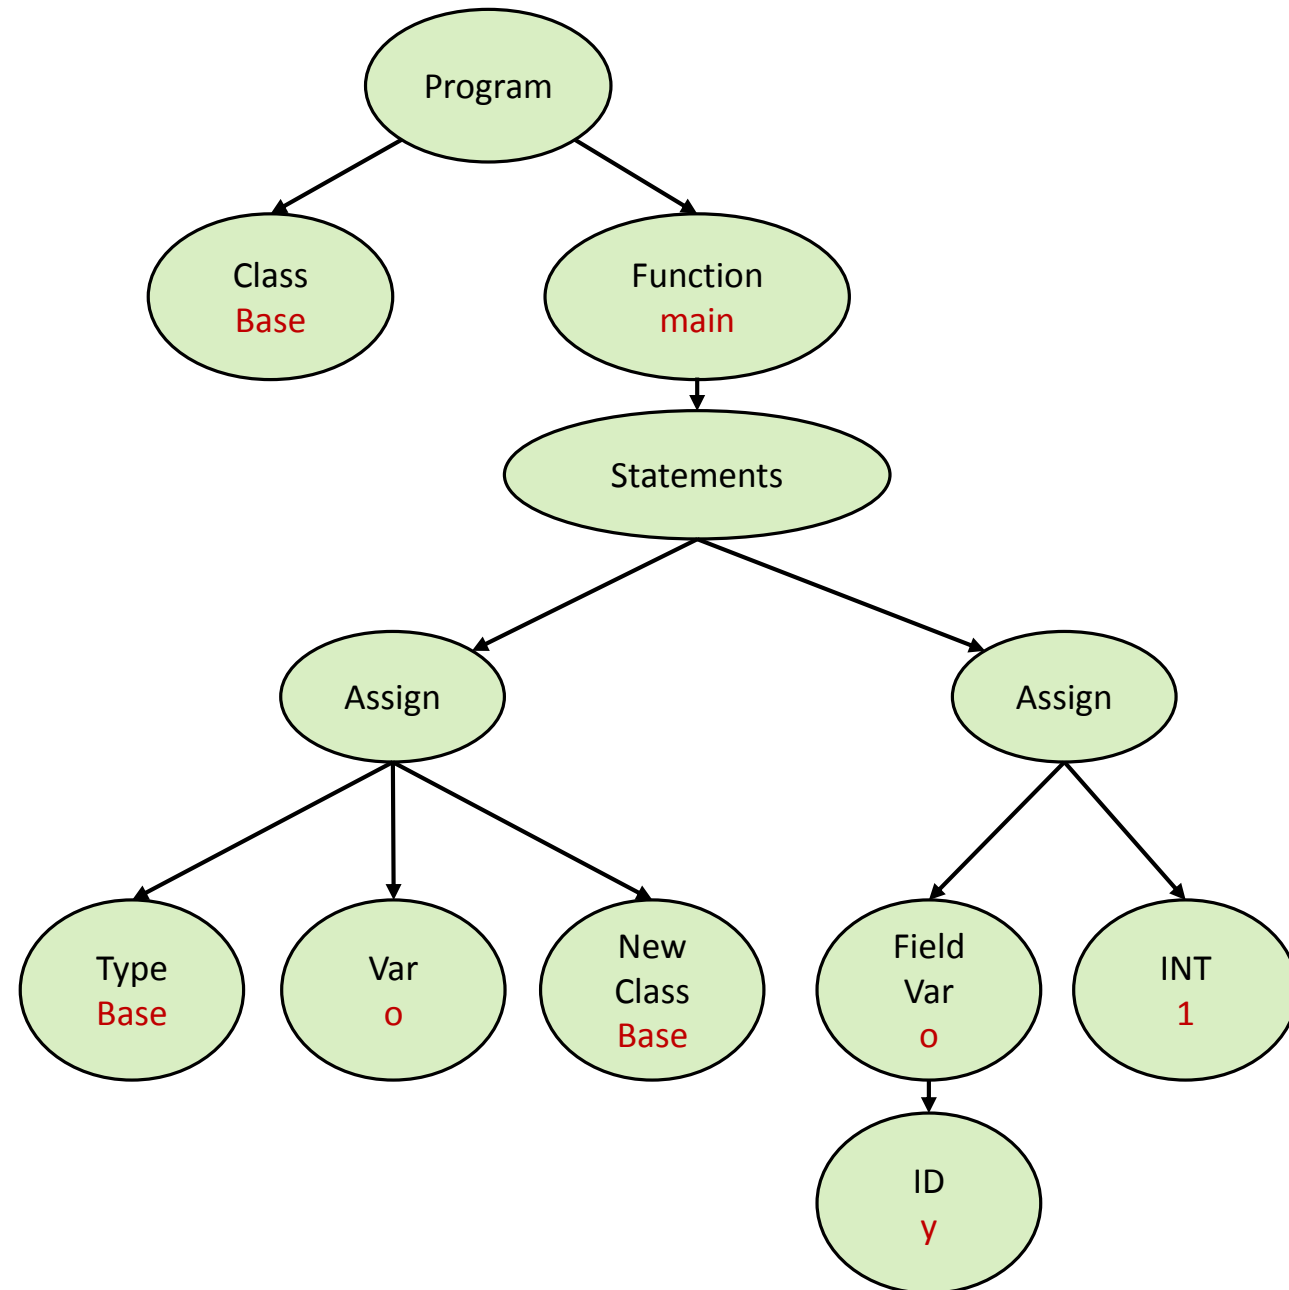 Program
Class
Base
Function
main
Statements
Assign
Assign
Type
Base
Var
o
New
Class
Base
Field
Var
o
INT
1
ID
y